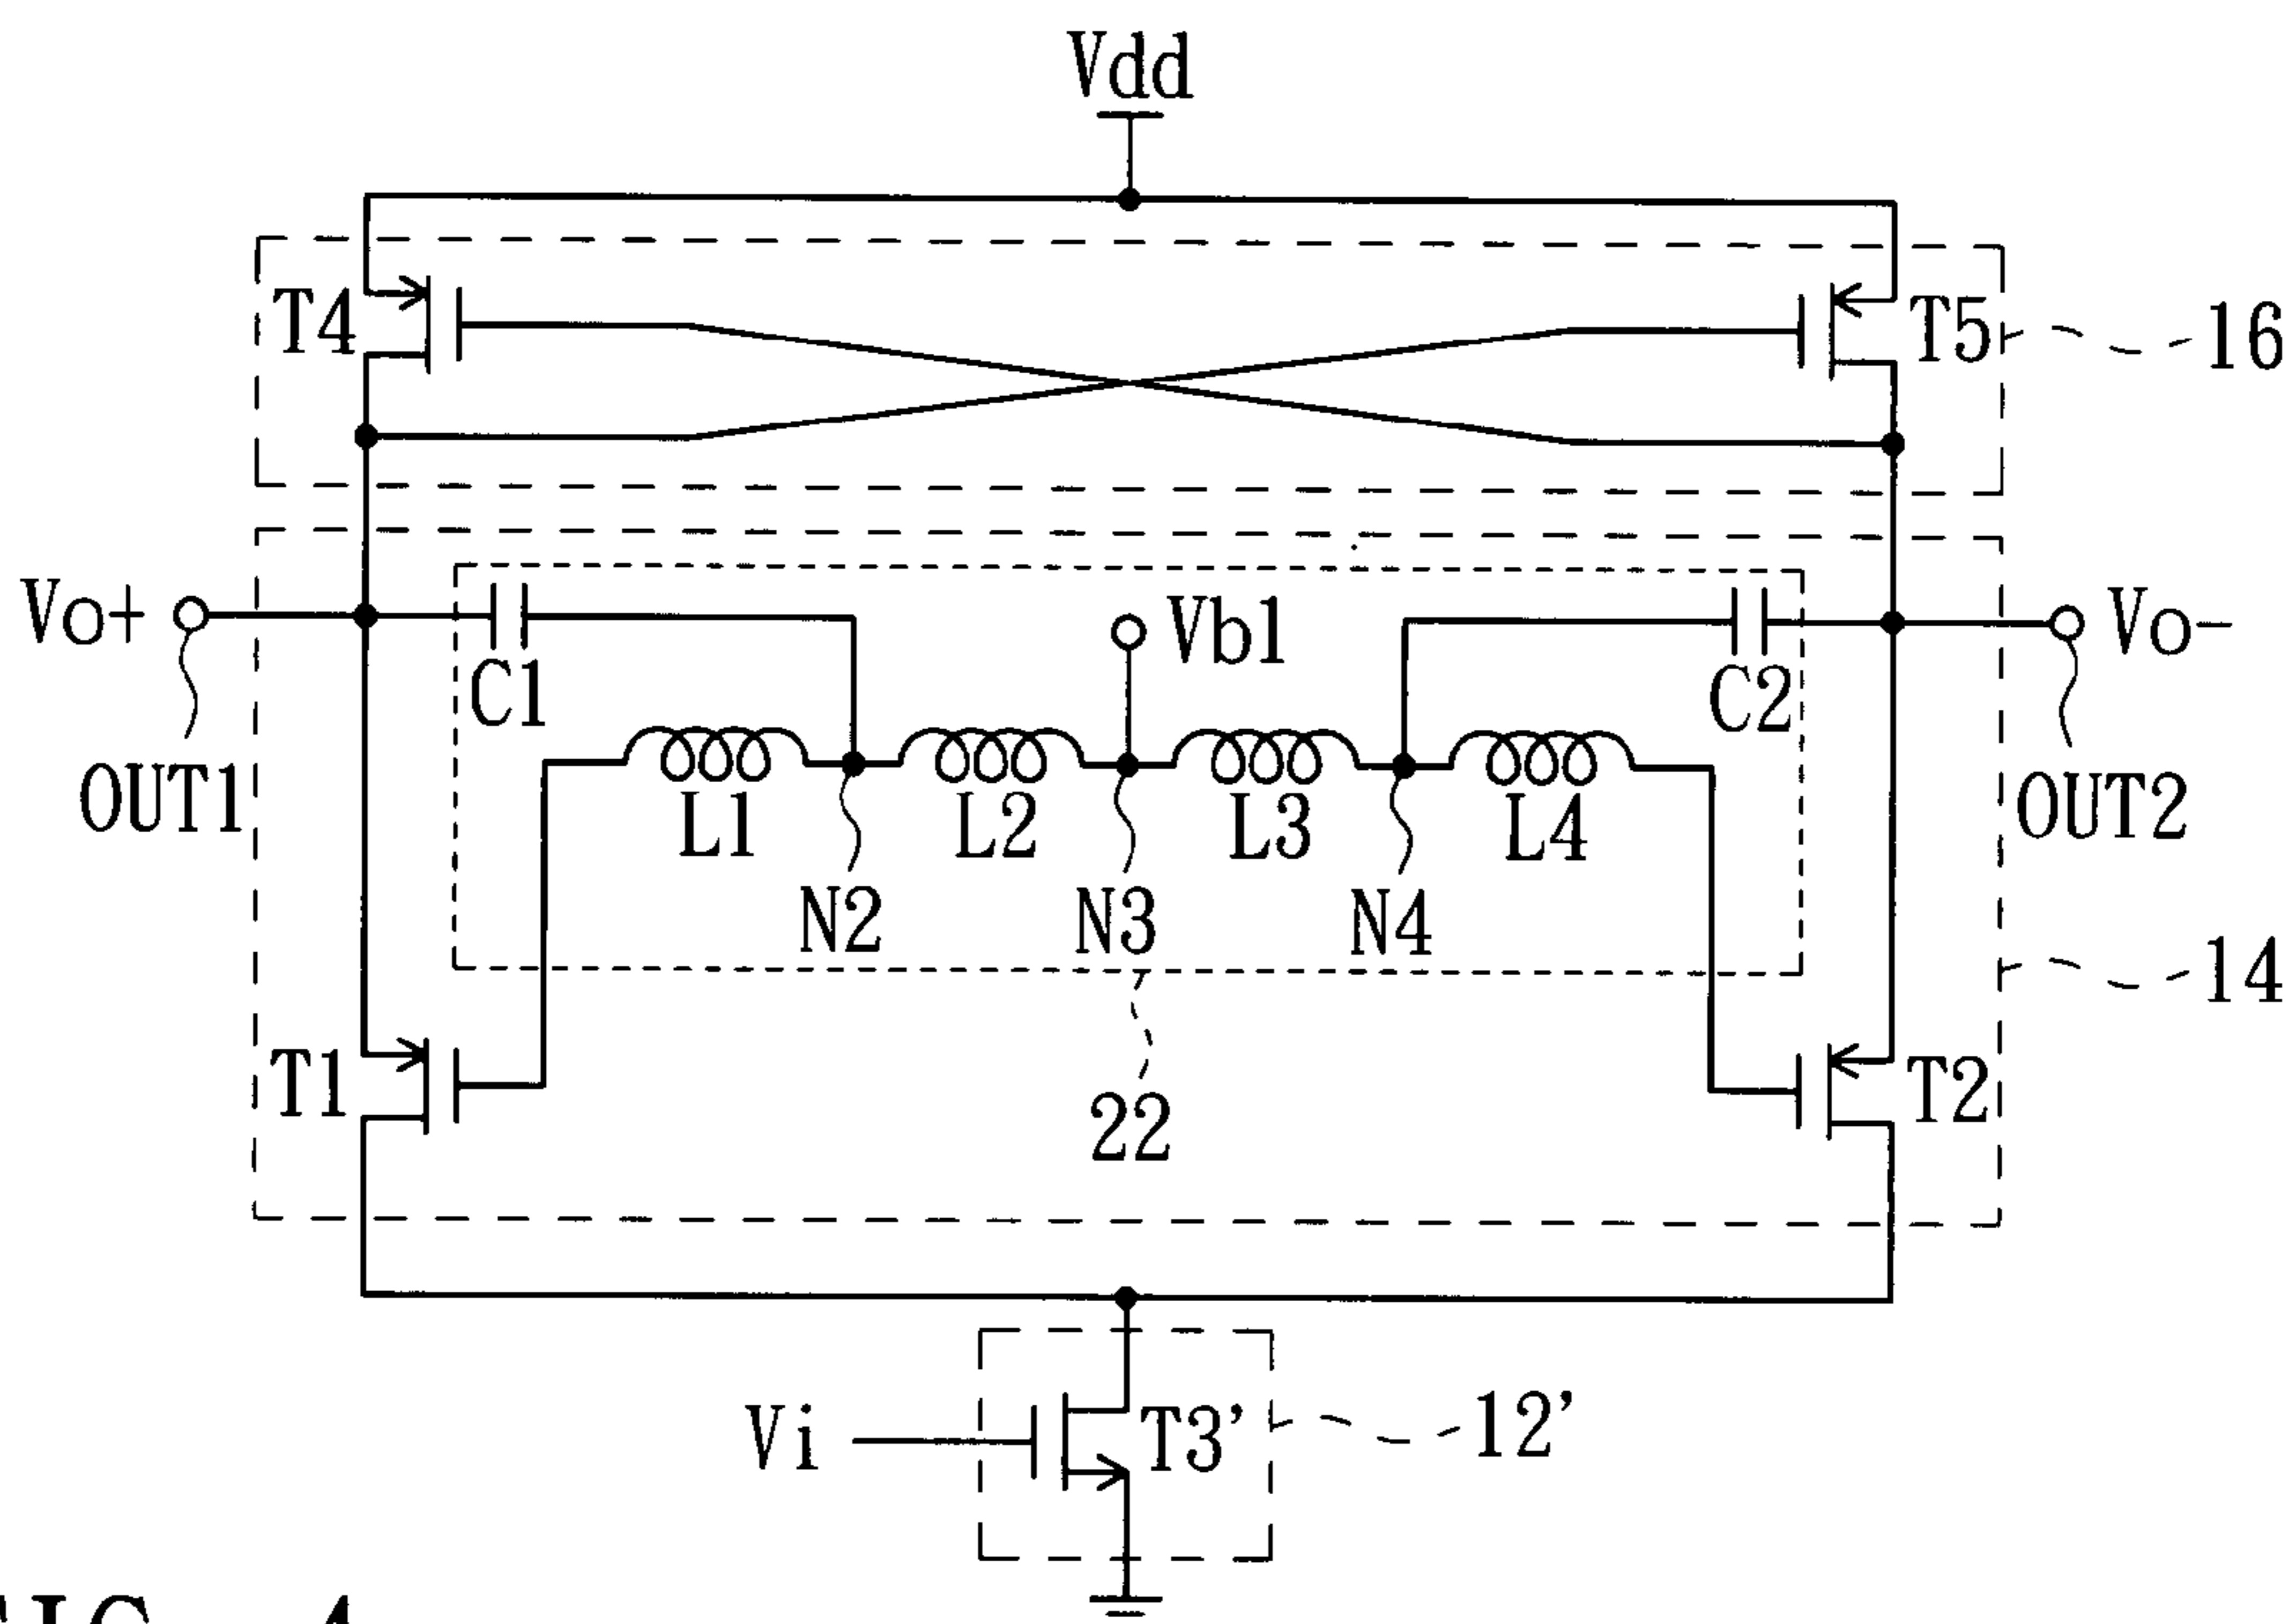 Vdd
T4
T5
16
Vo+
C1
Vb1
C2
Vo-
OUT1
L1
L2
L3
L4
OUT2
N2
N3
N4
14
T1
T2
22
Vi
T3'
12'